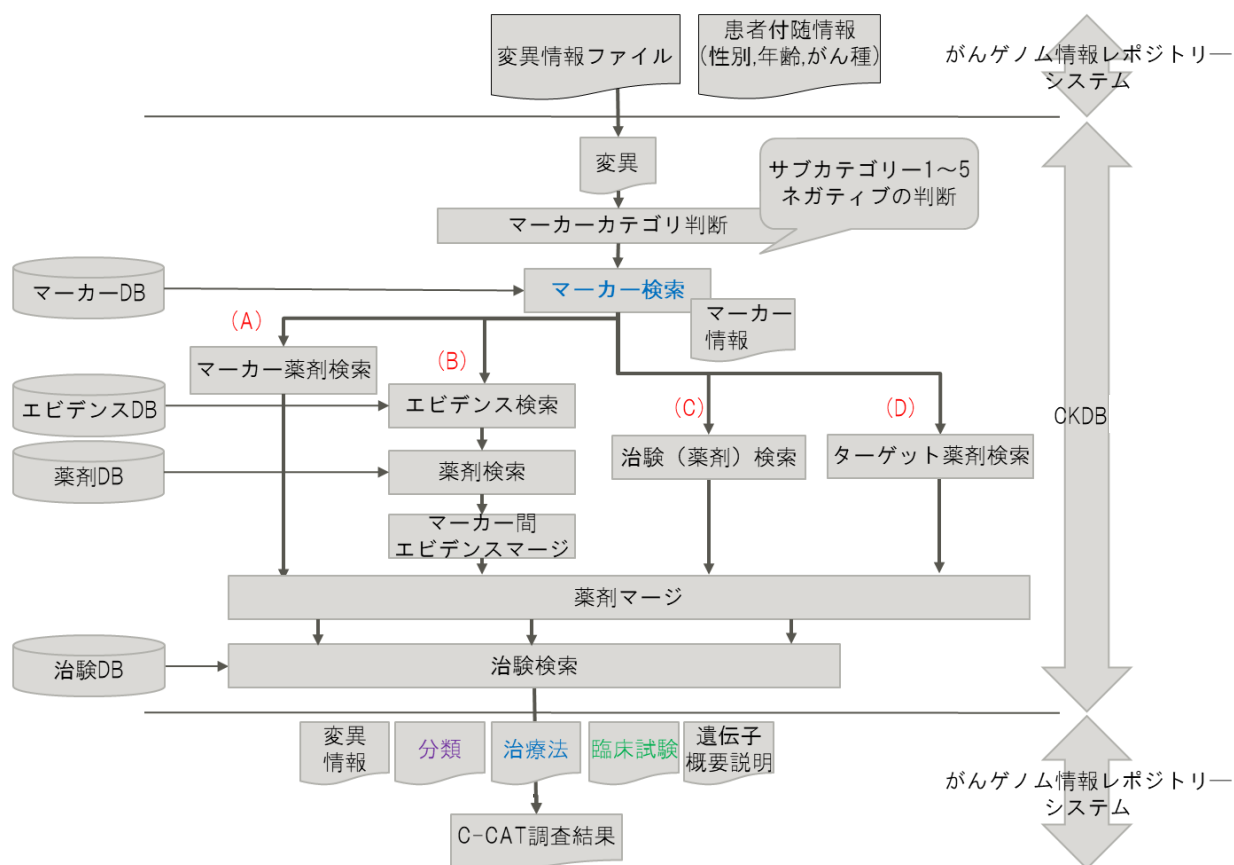 変異情報ファイル
患者付随情報
(性別,年齢,がん種)
がんゲノム情報レポジトリー
システム
変異
サブカテゴリー1～5
ネガティブの判断
マーカーカテゴリ判断
マーカーDB
マーカー検索
マーカー
情報
(A)
マーカー薬剤検索
(B)
エビデンスDB
エビデンス検索
(C)
(D)
CKDB
薬剤DB
薬剤検索
治験（薬剤）検索
ターゲット薬剤検索
マーカー間
エビデンスマージ
薬剤マージ
治験DB
治験検索
変異
情報
分類
治療法
臨床試験
遺伝子
概要説明
がんゲノム情報レポジトリー
システム
C-CAT調査結果